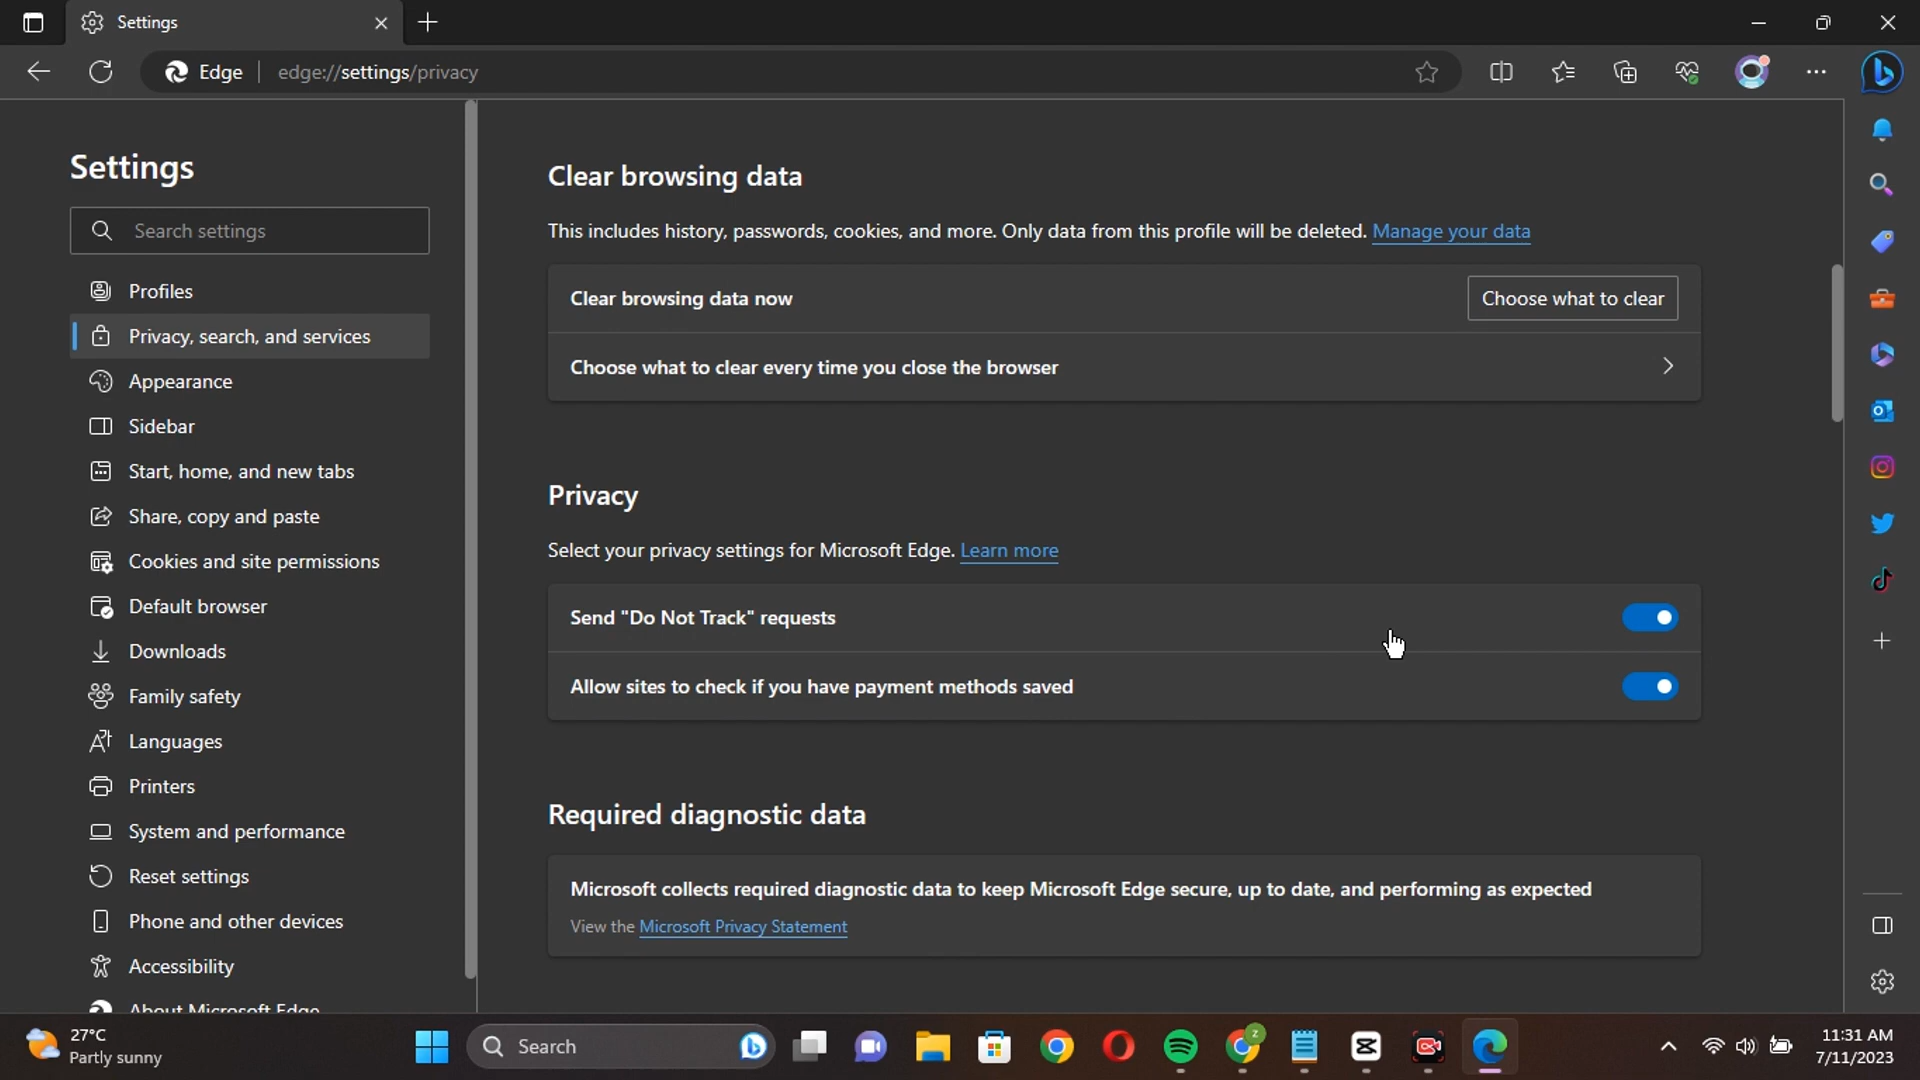 Settings
Edge
edge://settings/privacy
Settings
Search settings
Profiles
Privacy, search, and services
Appearance
Sidebar
Start, home, and new tabs
Share, copy and paste
Cookies and site permissions
Default browser
Downloads
Family safety
Languages
Printers
System and performance
Reset settings
Phone and other devices
Accessibility
About Microsoft Edge
Clear browsing data
This includes history, passwords, cookies, and more. Only data from this profile will be deleted. Manage your data
Clear browsing data now
Choose what to clear
Choose what to clear every time you close the browser
Privacy
Select your privacy settings for Microsoft Edge. Learn more
Send "Do Not Track" requests
Allow sites to check if you have payment methods saved
Required diagnostic data
Microsoft collects required diagnostic data to keep Microsoft Edge secure, up to date, and performing as expected
View the Microsoft Privacy Statement
27°C
Partly sunny
Search
11:31 AM
7/11/2023